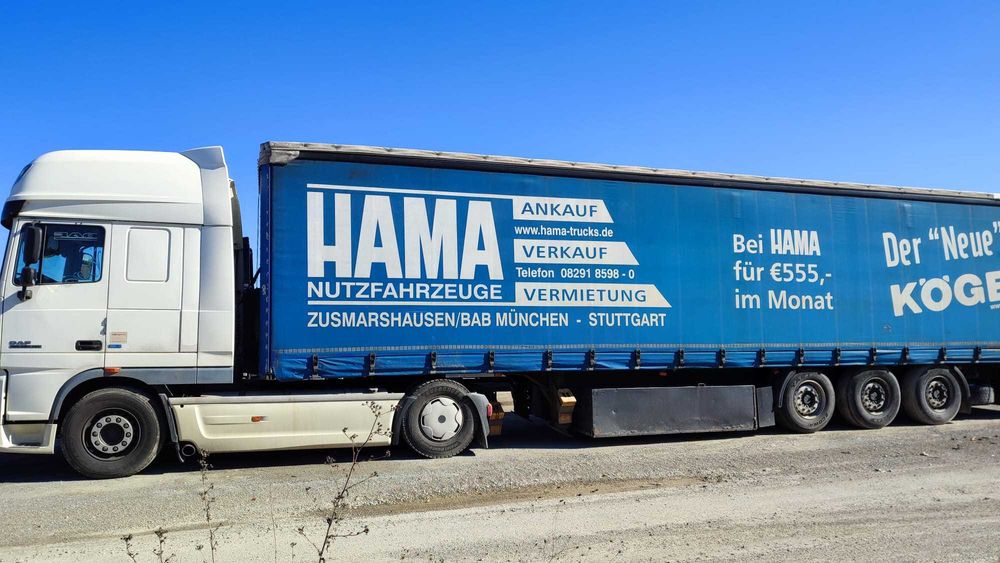 HAMA
NUTZFAHRZEUGE
ANKAUF
www.hama-trucks.de
VERKAUF
Telefon 08291 8598 - 0
VERMIETUNG
ZUSMARSHAUSEN/BAB MÜNCHEN - STUTTGART
Bei HAMA
für €555,-
im Monat
Der "Neue"
KÖGE
DAF